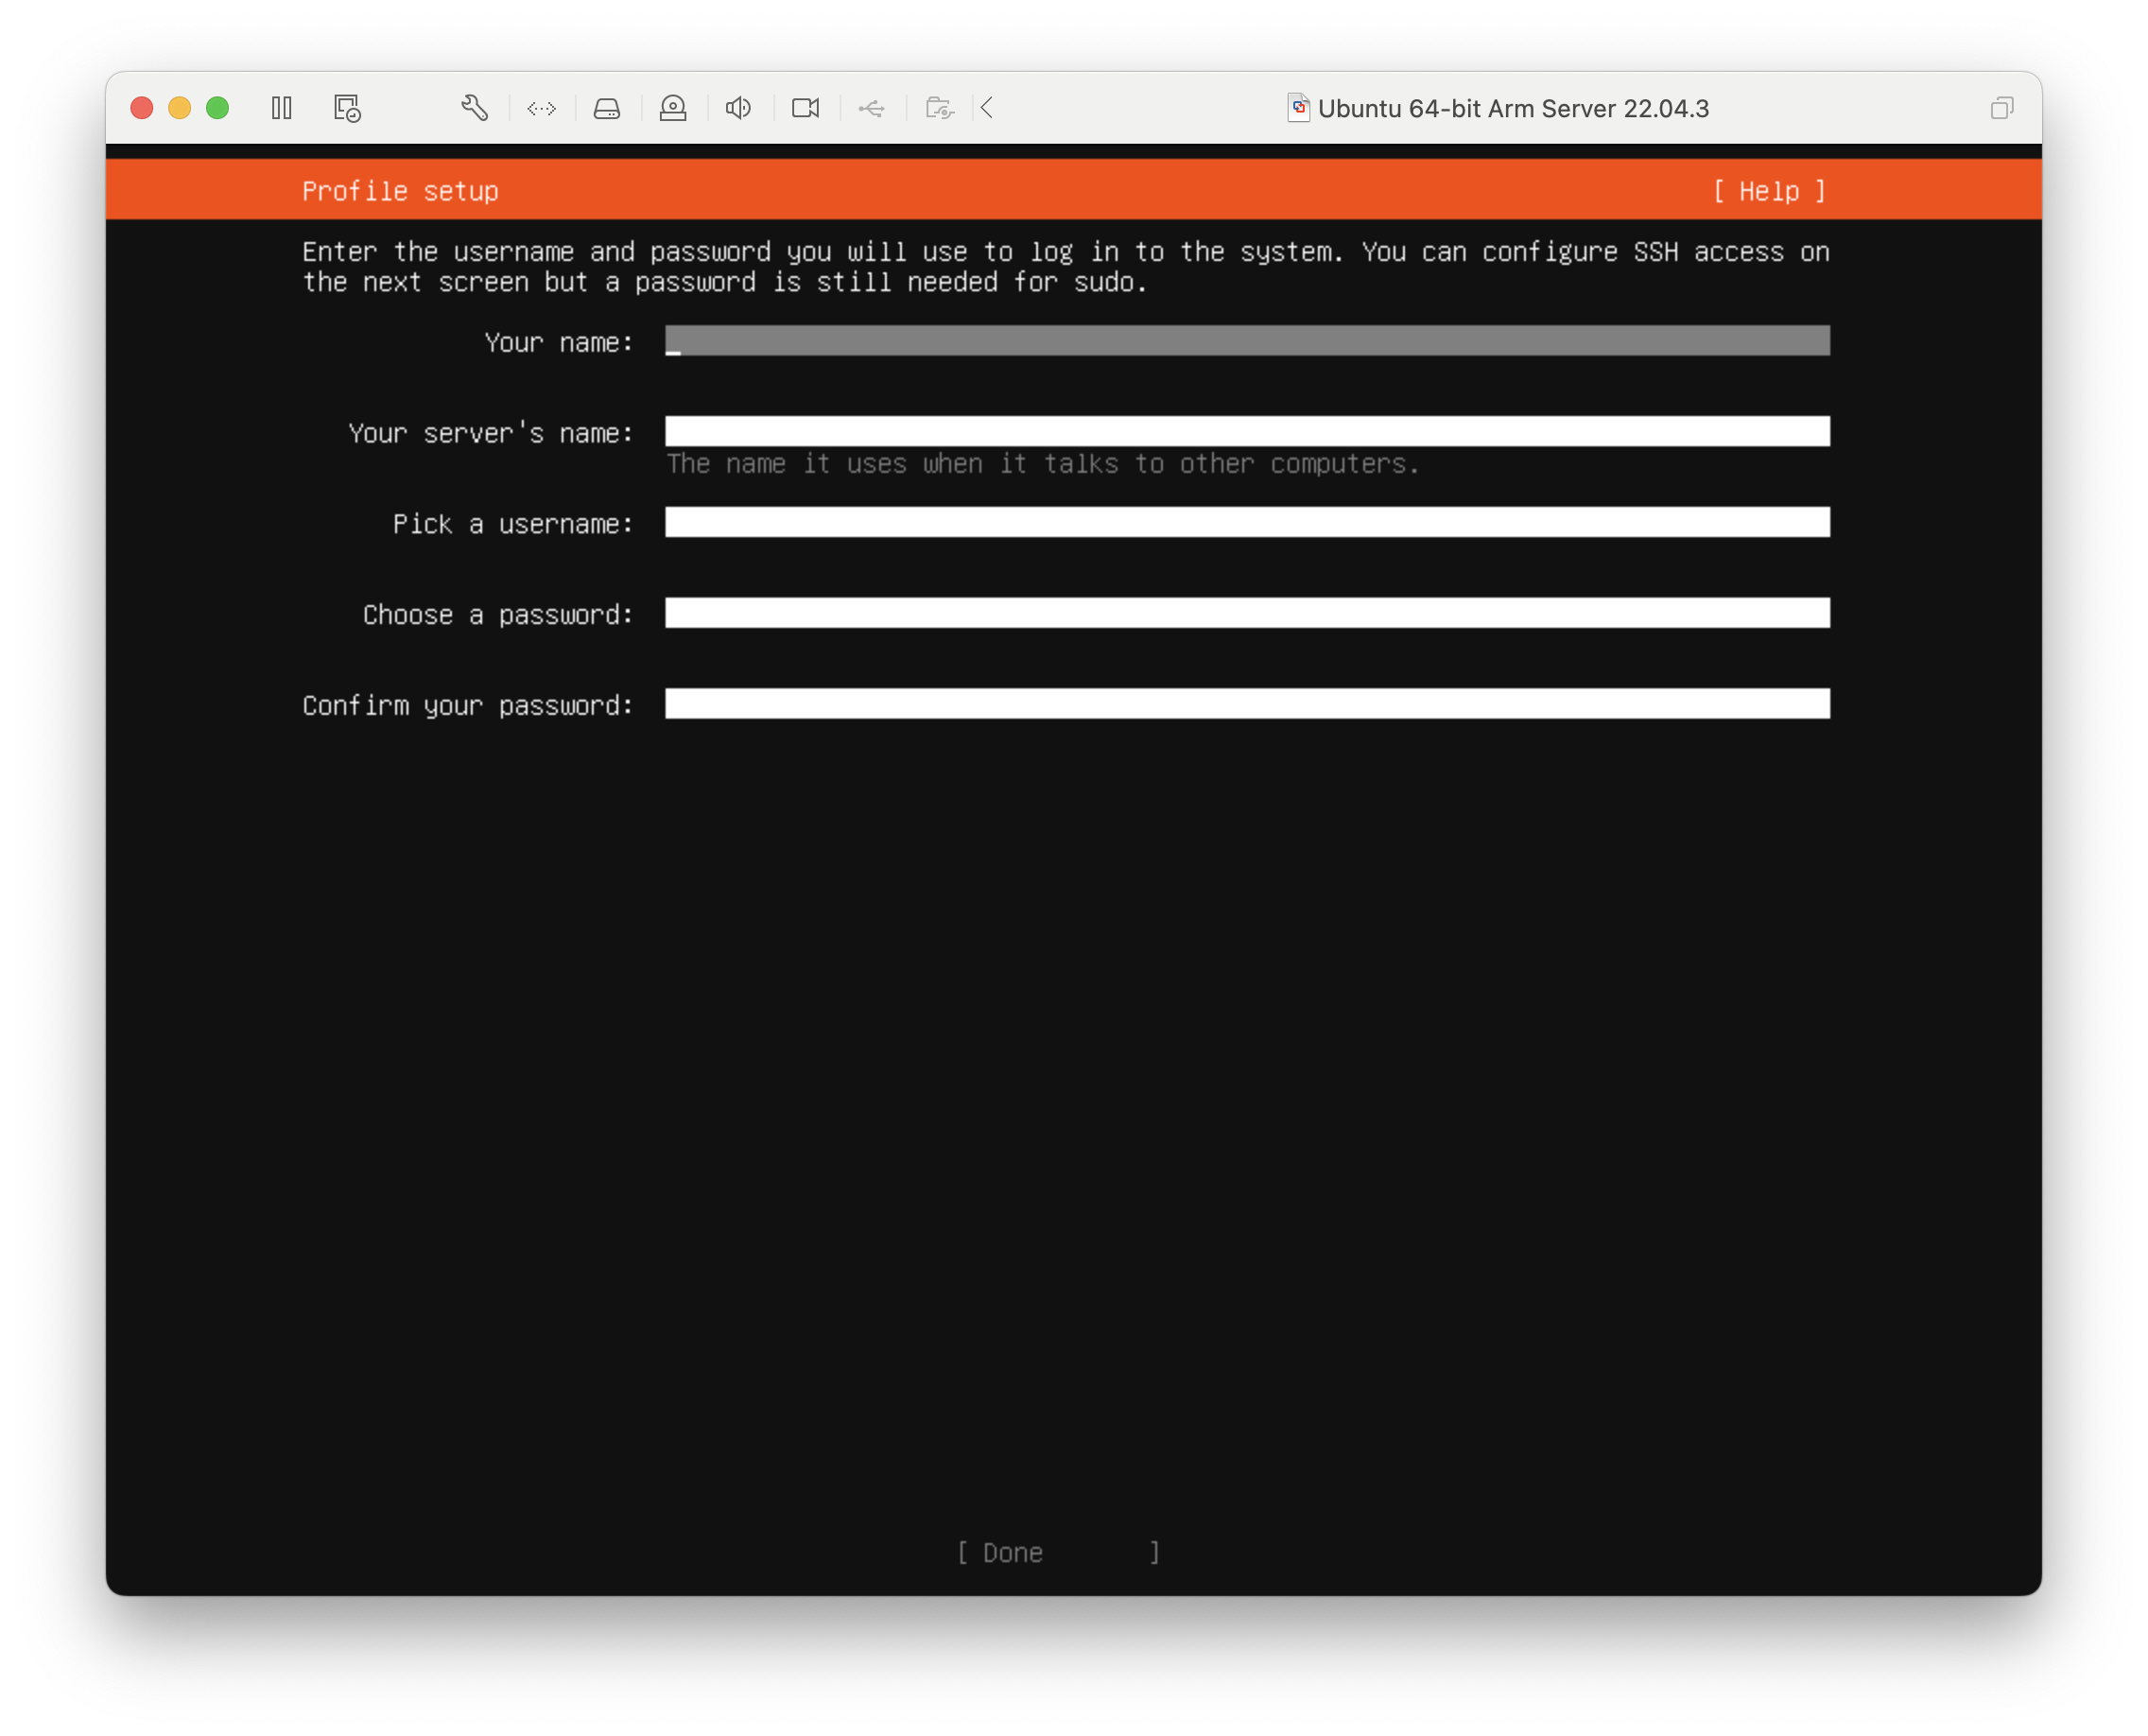 Ubuntu 64-bit Arm Server 22.04.3
Profile setup [ Help ]
Enter the username and password you will use to log in to the system. You can configure SSH access on
the next screen but a password is still needed for sudo.
Your name:
Your server's name:
The name it uses when it talks to other computers.
Pick a username:
Choose a password:
Confirm your password:
[ Done ]